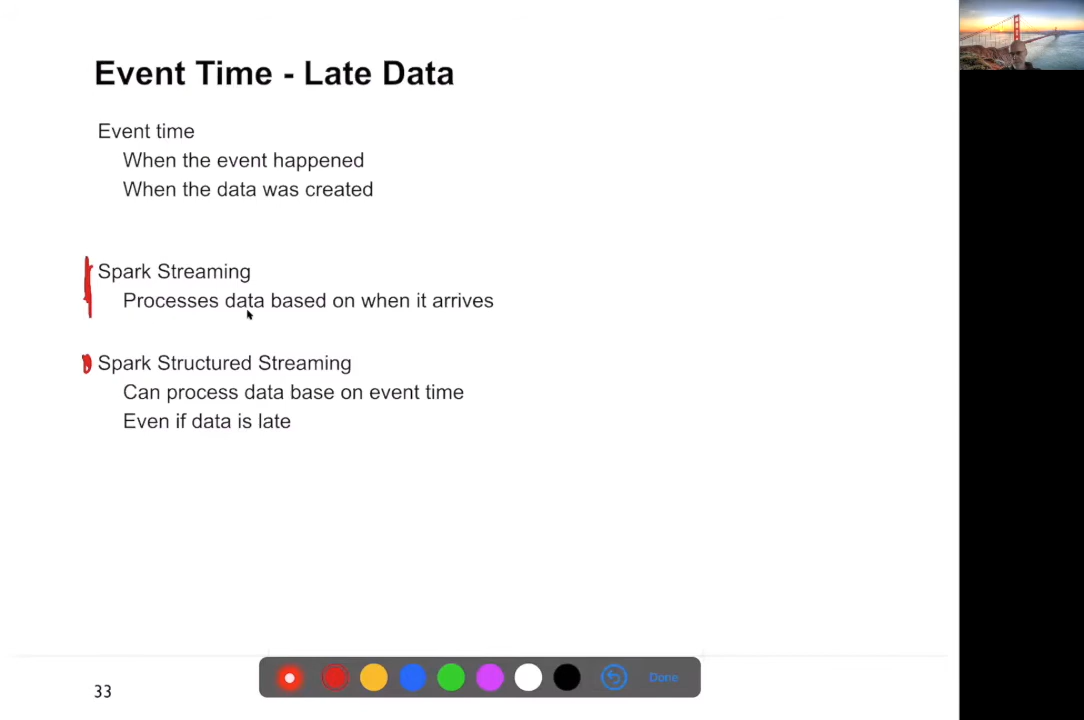 Event Time - Late Data
Event time
When the event happened
When the data was created
Spark Streaming
Processes data based on when it arrives
Spark Structured Streaming
Can process data base on event time
Even if data is late
33
Done